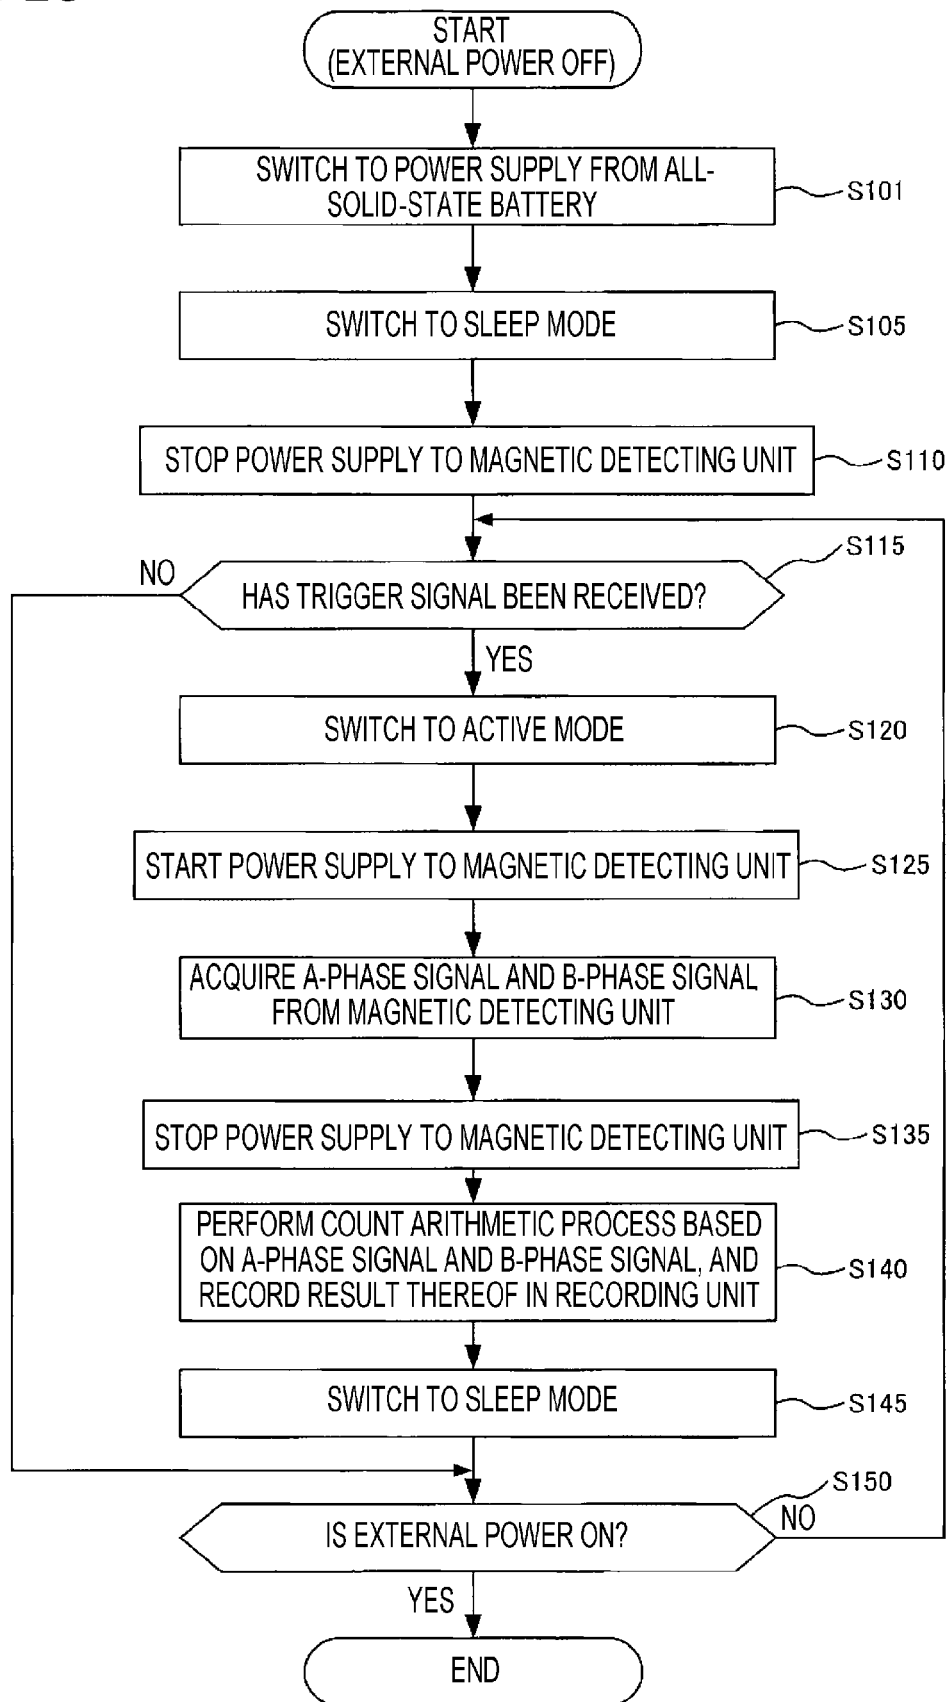 START
(EXTERNAL POWER OFF)
SWITCH TO POWER SUPPLY FROM ALL-
SOLID-STATE BATTERY
S101
SWITCH TO SLEEP MODE
S105
STOP POWER SUPPLY TO MAGNETIC DETECTING UNIT
S110
S115
NO
HAS TRIGGER SIGNAL BEEN RECEIVED?
YES
SWITCH TO ACTIVE MODE
S120
START POWER SUPPLY TO MAGNETIC DETECTING UNIT
S125
ACQUIRE A-PHASE SIGNAL AND B-PHASE SIGNAL
FROM MAGNETIC DETECTING UNIT
S130
STOP POWER SUPPLY TO MAGNETIC DETECTING UNIT
S135
PERFORM COUNT ARITHMETIC PROCESS BASED
ON A-PHASE SIGNAL AND B-PHASE SIGNAL, AND
RECORD RESULT THEREOF IN RECORDING UNIT
S140
SWITCH TO SLEEP MODE
S145
S150
IS EXTERNAL POWER ON?
NO
YES
END